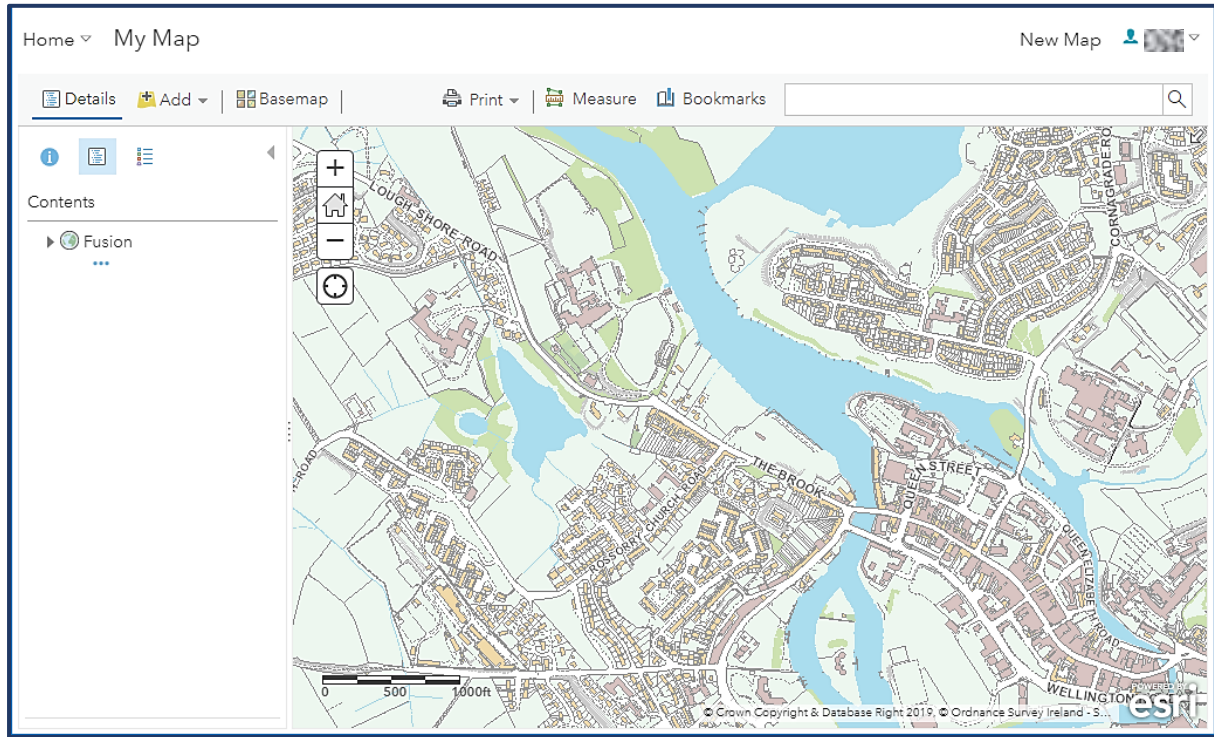 Home My Map New Map
Details Add Basemap Print Measure Bookmarks
Contents
Fusion
LOUGH SHORE ROAD
CORNAGRADE RO
N-ROAD
THE BROOK
QUEEN STREET
ROSSORRY CHURCH ROAD
QUEEN ELIZABE ROAD
WELLINGTON
0 500 1000ft
POWERED BY
esri
© Crown Copyright & Database Right 2019, © Ordnance Survey Ireland - S...